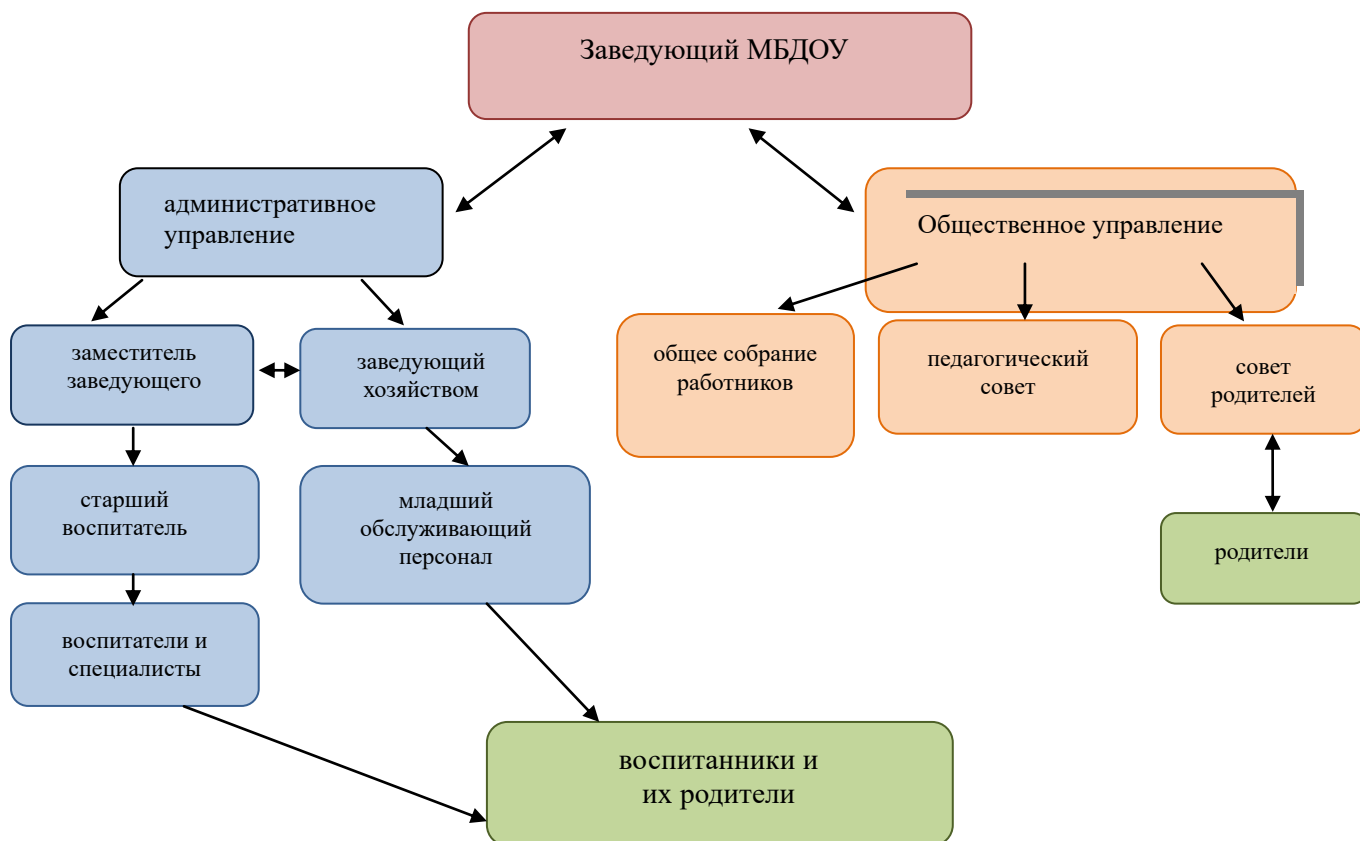 Заведующий МБДОУ
административное
управление
Общественное управление
заместитель
заведующего
заведующий
хозяйством
общее собрание
работников
педагогический
совет
совет
родителей
старший
воспитатель
младший
обслуживающий
персонал
родители
воспитатели и
специалисты
воспитанники и
их родители